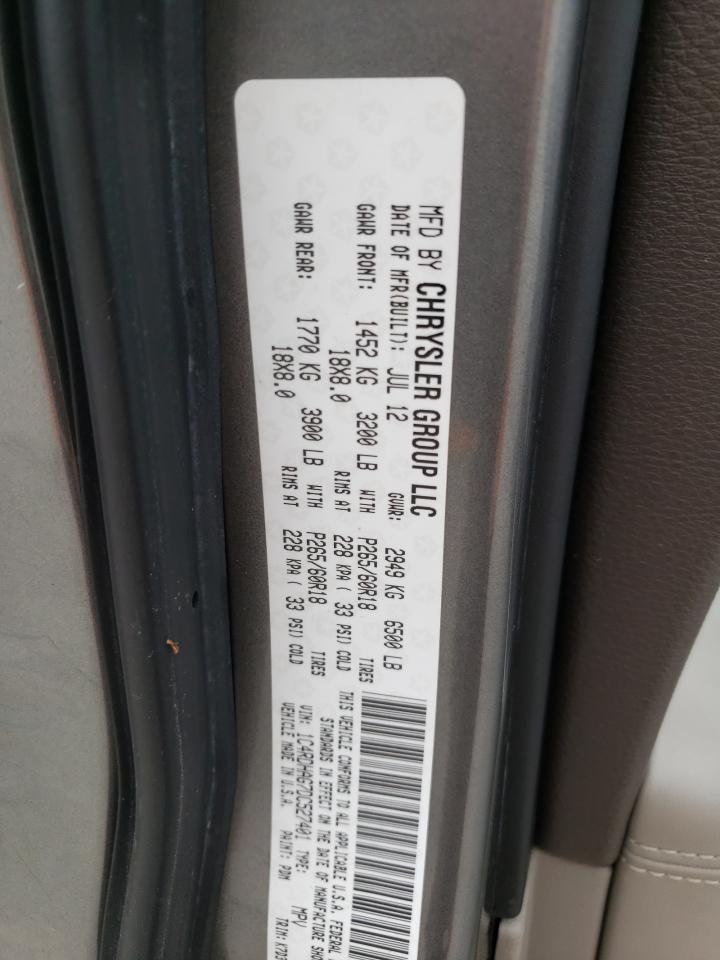 MFD BY CHRYSLER GROUP LLC
DATE OF MFR(BUILT): JUL 12 GVWR: 2949 KG 6500 LB
GAWR FRONT: 1452 KG 3200 LB WITH P265/60R18 TIRES
18X8.0 RIMS AT 228 KPA ( 33 PSI) COLD
GAWR REAR: 1770 KG 3900 LB WITH P265/60R18 TIRES
18X8.0 RIMS AT 228 KPA ( 33 PSI) COLD
THIS VEHICLE CONFORMS TO ALL APPLICABLE U.S.A. FEDERAL
STANDARDS IN EFFECT ON THE DATE OF MANUFACTURE SHO
VIN: 1C4RDHAG7DC527401 TYPE: MPV
VEHICLE MADE IN U.S.A. PAINT: PDM TRIM: